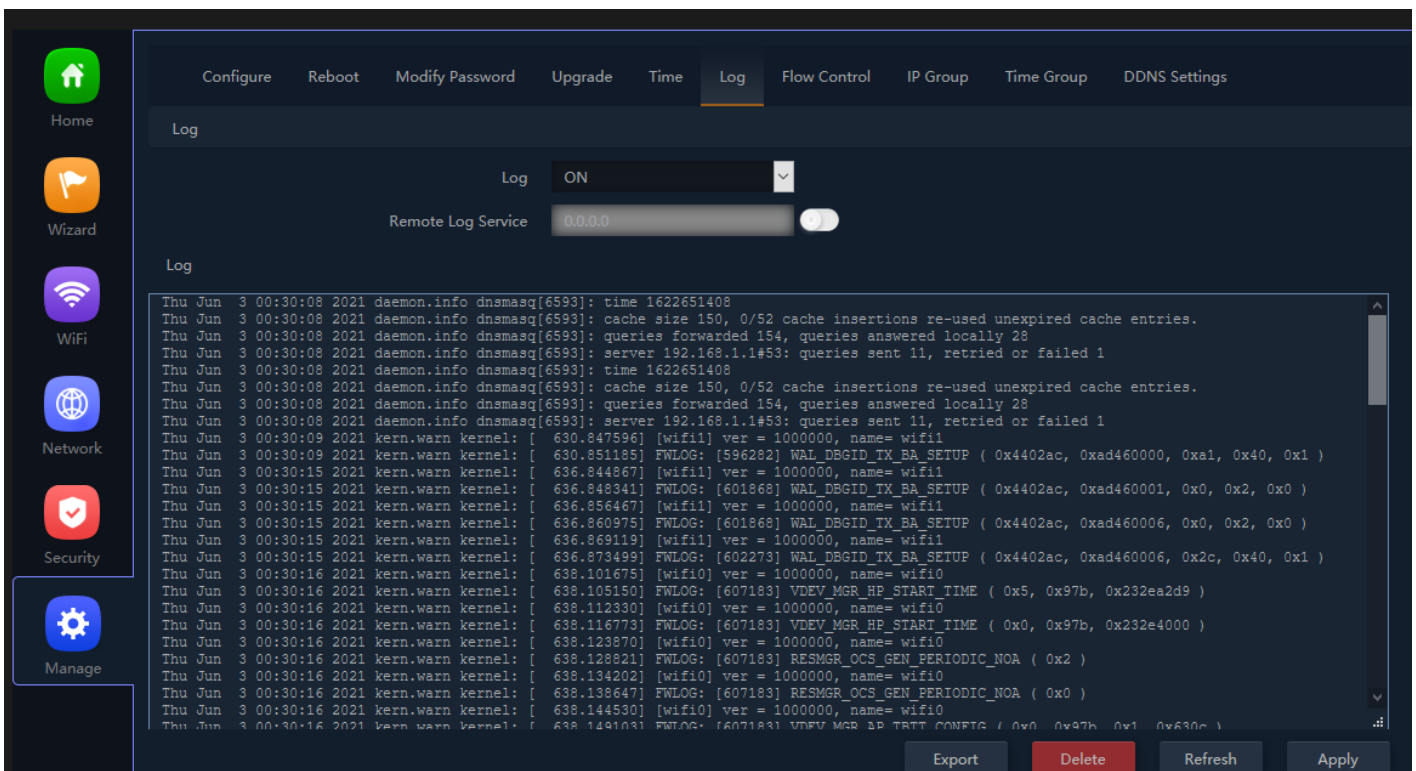 Home
Wizard
WiFi
Network
Security
Manage
Configure Reboot Modify Password Upgrade Time Log Flow Control IP Group Time Group DDNS Settings
Log
Log ON
Remote Log Service 0.0.0.0
Log
Thu Jun  3 00:30:08 2021 daemon.info dnsmasq[6593]: time 1622651408
Thu Jun  3 00:30:08 2021 daemon.info dnsmasq[6593]: cache size 150, 0/52 cache insertions re-used unexpired cache entries.
Thu Jun  3 00:30:08 2021 daemon.info dnsmasq[6593]: queries forwarded 154, queries answered locally 28
Thu Jun  3 00:30:08 2021 daemon.info dnsmasq[6593]: server 192.168.1.1#53: queries sent 11, retried or failed 1
Thu Jun  3 00:30:08 2021 daemon.info dnsmasq[6593]: time 1622651408
Thu Jun  3 00:30:08 2021 daemon.info dnsmasq[6593]: cache size 150, 0/52 cache insertions re-used unexpired cache entries.
Thu Jun  3 00:30:08 2021 daemon.info dnsmasq[6593]: queries forwarded 154, queries answered locally 28
Thu Jun  3 00:30:08 2021 daemon.info dnsmasq[6593]: server 192.168.1.1#53: queries sent 11, retried or failed 1
Thu Jun  3 00:30:09 2021 kern.warn kernel: [  630.847596] [wifi1] ver = 1000000, name= wifi1
Thu Jun  3 00:30:09 2021 kern.warn kernel: [  630.851185] FWLOG: [596282] WAL_DBGID_TX_BA_SETUP ( 0x4402ac, 0xad460000, 0xa1, 0x40, 0x1 )
Thu Jun  3 00:30:15 2021 kern.warn kernel: [  636.844867] [wifi1] ver = 1000000, name= wifi1
Thu Jun  3 00:30:15 2021 kern.warn kernel: [  636.848341] FWLOG: [601868] WAL_DBGID_TX_BA_SETUP ( 0x4402ac, 0xad460001, 0x0, 0x2, 0x0 )
Thu Jun  3 00:30:15 2021 kern.warn kernel: [  636.856467] [wifi1] ver = 1000000, name= wifi1
Thu Jun  3 00:30:15 2021 kern.warn kernel: [  636.860975] FWLOG: [601868] WAL_DBGID_TX_BA_SETUP ( 0x4402ac, 0xad460006, 0x0, 0x2, 0x0 )
Thu Jun  3 00:30:15 2021 kern.warn kernel: [  636.869119] [wifi1] ver = 1000000, name= wifi1
Thu Jun  3 00:30:15 2021 kern.warn kernel: [  636.873499] FWLOG: [602273] WAL_DBGID_TX_BA_SETUP ( 0x4402ac, 0xad460006, 0x2c, 0x40, 0x1 )
Thu Jun  3 00:30:16 2021 kern.warn kernel: [  638.101675] [wifi0] ver = 1000000, name= wifi0
Thu Jun  3 00:30:16 2021 kern.warn kernel: [  638.105150] FWLOG: [607183] VDEV_MGR_HP_START_TIME ( 0x5, 0x97b, 0x232ea2d9 )
Thu Jun  3 00:30:16 2021 kern.warn kernel: [  638.112330] [wifi0] ver = 1000000, name= wifi0
Thu Jun  3 00:30:16 2021 kern.warn kernel: [  638.116773] FWLOG: [607183] VDEV_MGR_HP_START_TIME ( 0x0, 0x97b, 0x232e4000 )
Thu Jun  3 00:30:16 2021 kern.warn kernel: [  638.123870] [wifi0] ver = 1000000, name= wifi0
Thu Jun  3 00:30:16 2021 kern.warn kernel: [  638.128821] FWLOG: [607183] RESMGR_OCS_GEN_PERIODIC_NOA ( 0x2 )
Thu Jun  3 00:30:16 2021 kern.warn kernel: [  638.134202] [wifi0] ver = 1000000, name= wifi0
Thu Jun  3 00:30:16 2021 kern.warn kernel: [  638.138647] FWLOG: [607183] RESMGR_OCS_GEN_PERIODIC_NOA ( 0x0 )
Thu Jun  3 00:30:16 2021 kern.warn kernel: [  638.144530] [wifi0] ver = 1000000, name= wifi0
Thu Jun  3 00:30:16 2021 kern.warn kernel: [  638.149103] FWLOG: [607183] VDEV_MGR_AP_TBTT_CONFIG ( 0x0, 0x97b, 0x1, 0x630c )
Export Delete Refresh Apply